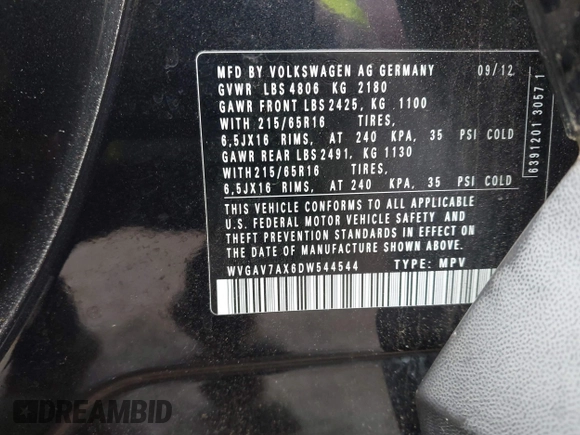 MFD BY VOLKSWAGEN AG GERMANY 09/12
GVWR LBS 4806 KG 2180
GAWR FRONT LBS 2425, KG 1100
WITH 215/65R16 TIRES,
6,5JX16 RIMS, AT 240 KPA, 35 PSI COLD
GAWR REAR LBS 2491, KG 1130
WITH 215/65R16 TIRES,
6,5JX16 RIMS, AT 240 KPA, 35 PSI COLD
THIS VEHICLE CONFORMS TO ALL APPLICABLE
U.S. FEDERAL MOTOR VEHICLE SAFETY AND
THEFT PREVENTION STANDARDS IN EFFECT ON
THE DATE OF MANUFACTURE SHOWN ABOVE.
WVGAV7AX6DW544544 TYPE: MPV
6391201 3057 1
DREAMBID